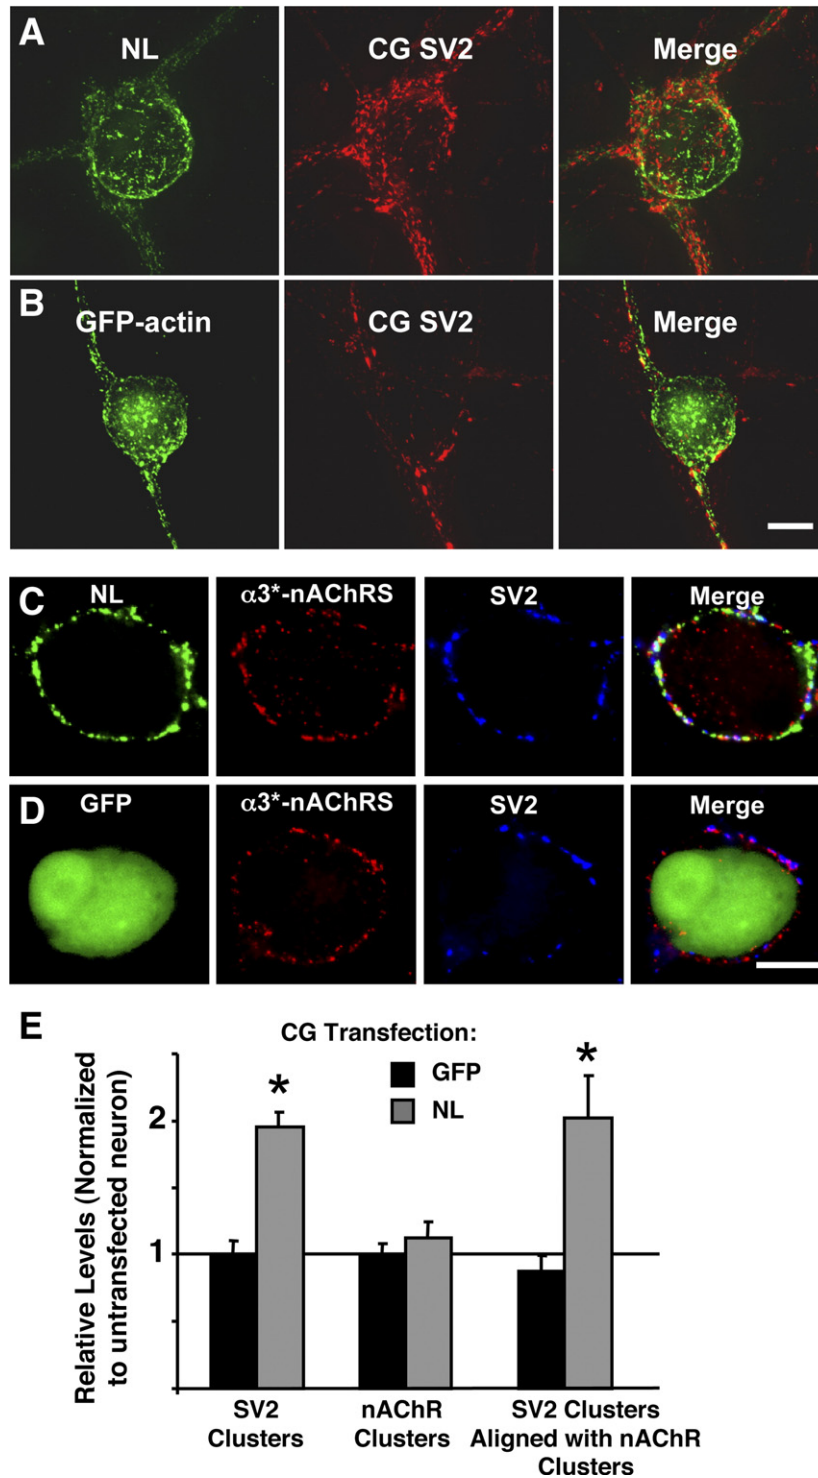 A
NL
CG SV2
Merge
B
GFP-actin
CG SV2
Merge
C
NL
α3*-nAChRS
SV2
Merge
D
GFP
α3*-nAChRS
SV2
Merge
E
CG Transfection:
GFP
NL
Relative Levels (Normalized
to untransfected neuron)
2
1
*
*
SV2
Clusters
nAChR
Clusters
SV2 Clusters
Aligned with nAChR
Clusters